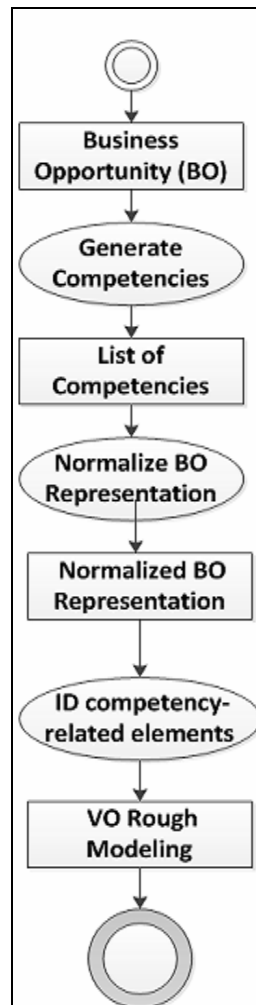 Business
Opportunity (BO)
Generate
Competencies
List of
Competencies
Normalize BO
Representation
Normalized BO
Representation
ID competency-
related elements
VO Rough
Modeling